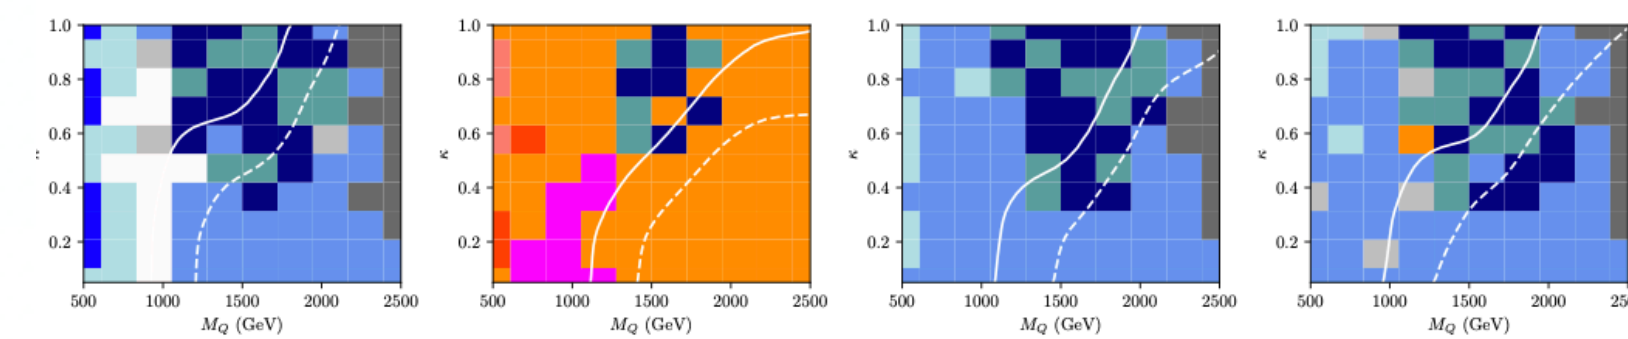 1.0 1.0 1.0 1.0
0.8 0.8 0.8 0.8
0.6 0.6 0.6 0.6
κ κ κ
0.4 0.4 0.4 0.4
0.2 0.2 0.2 0.2
500 1000 1500 2000 2500 500 1000 1500 2000 2500 500 1000 1500 2000 2500 500 1000 1500 2000
M_Q (GeV) M_Q (GeV) M_Q (GeV) M_Q (GeV)